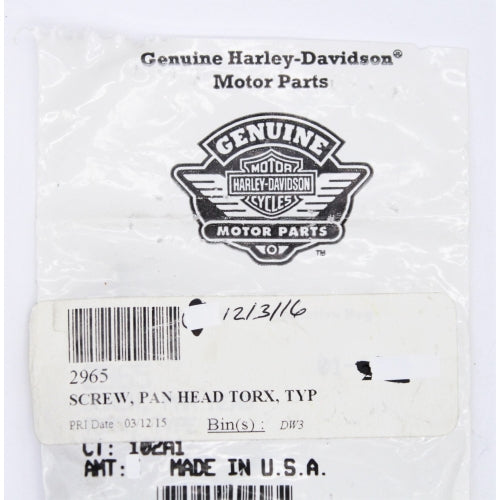 Genuine Harley-Davidson®
Motor Parts
GENUINE
MOTOR
HARLEY-DAVIDSON
CYCLES
MOTOR PARTS
TM
12/3/16
2965
SCREW, PAN HEAD TORX, TYP
PRI Date 03/12/15 Bin(s) : DW3
CT: 102A1
AMT: MADE IN U.S.A.